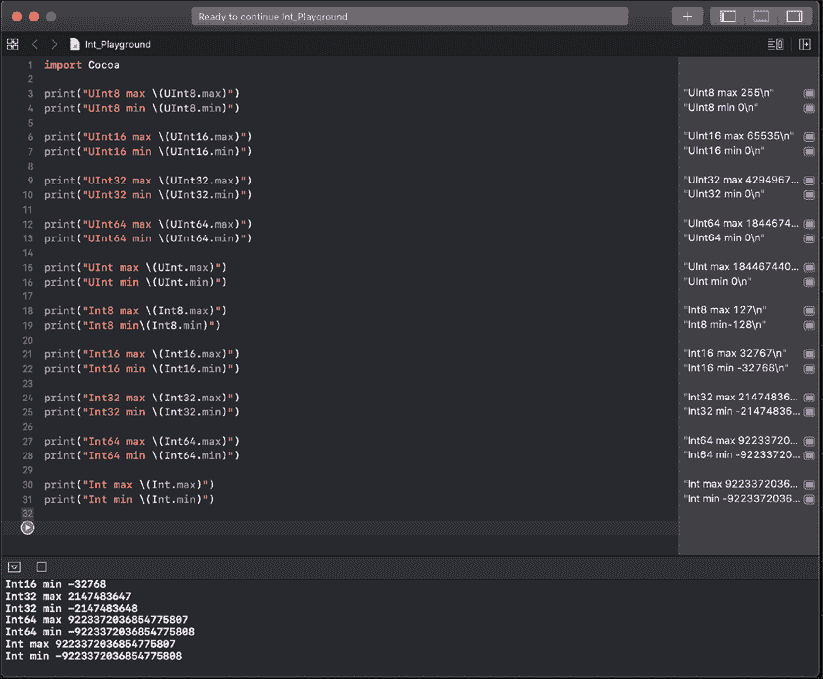 Ready to continue Int_Playground
Int_Playground
1 import Cocoa
2
3 print("UInt8 max \(UInt8.max)")
4 print("UInt8 min \(UInt8.min)")
5
6 print("UInt16 max \(UInt16.max)")
7 print("UInt16 min \(UInt16.min)")
8
9 print("UInt32 max \(UInt32.max)")
10 print("UInt32 min \(UInt32.min)")
11
12 print("UInt64 max \(UInt64.max)")
13 print("UInt64 min \(UInt64.min)")
14
15 print("UInt max \(UInt.max)")
16 print("UInt min \(UInt.min)")
17
18 print("Int8 max \(Int8.max)")
19 print("Int8 min\(Int8.min)")
20
21 print("Int16 max \(Int16.max)")
22 print("Int16 min \(Int16.min)")
23
24 print("Int32 max \(Int32.max)")
25 print("Int32 min \(Int32.min)")
26
27 print("Int64 max \(Int64.max)")
28 print("Int64 min \(Int64.min)")
29
30 print("Int max \(Int.max)")
31 print("Int min \(Int.min)")
32
"UInt8 max 255\n"
"UInt8 min 0\n"
"UInt16 max 65535\n"
"UInt16 min 0\n"
"UInt32 max 4294967...
"UInt32 min 0\n"
"UInt64 max 1844674...
"UInt64 min 0\n"
"UInt max 184467440...
"UInt min 0\n"
"Int8 max 127\n"
"Int8 min-128\n"
"Int16 max 32767\n"
"Int16 min -32768\n"
"Int32 max 21474836...
"Int32 min -21474836...
"Int64 max 92233720...
"Int64 min -92233720...
"Int max 9223372036...
"Int min -9223372036...
Int16 min -32768
Int32 max 2147483647
Int32 min -2147483648
Int64 max 9223372036854775807
Int64 min -9223372036854775808
Int max 9223372036854775807
Int min -9223372036854775808